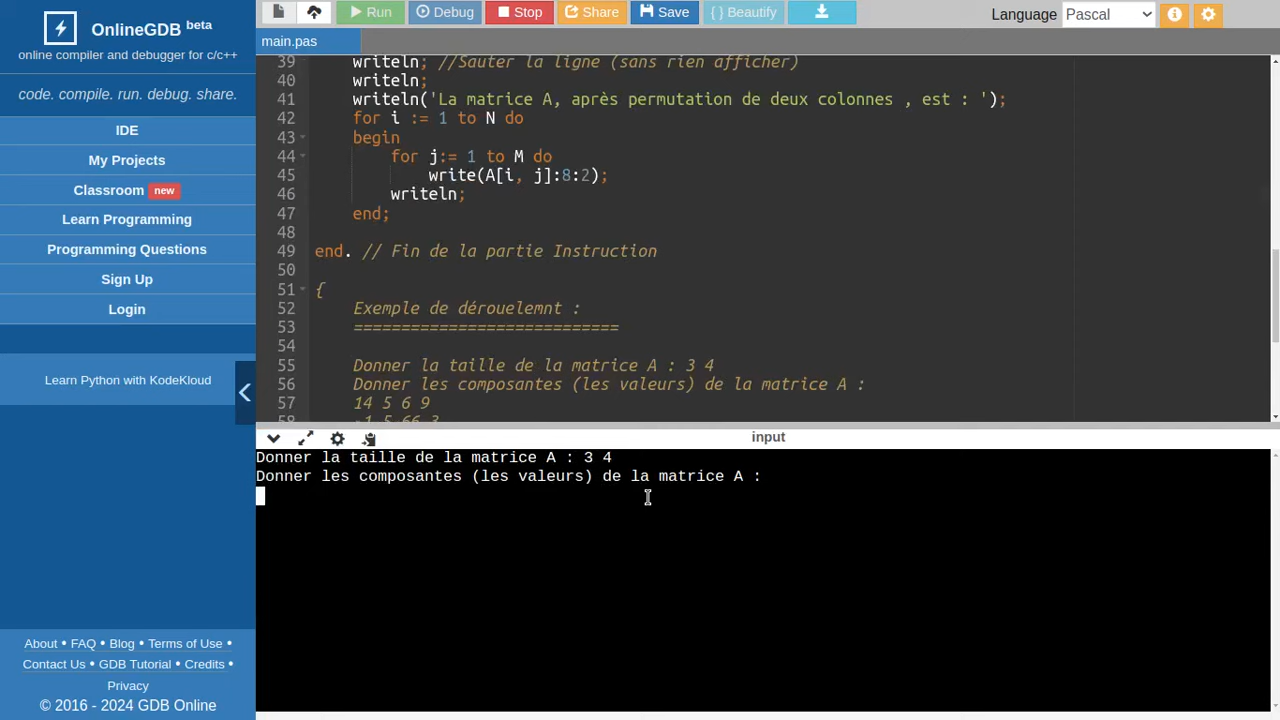 OnlineGDB beta
online compiler and debugger for c/c++
code. compile. run. debug. share.
IDE
My Projects
Classroom new
Learn Programming
Programming Questions
Sign Up
Login
Learn Python with KodeKloud
About • FAQ • Blog • Terms of Use •
Contact Us • GDB Tutorial • Credits •
Privacy
© 2016 - 2024 GDB Online
Run Debug Stop Share Save { } Beautify Language Pascal
main.pas
39 writeln; //Sauter la ligne (sans rien afficher)
40 writeln;
41 writeln('La matrice A, après permutation de deux colonnes , est : ');
42 for i := 1 to N do
43 begin
44 for j:= 1 to M do
45 write(A[i, j]:8:2);
46 writeln;
47 end;
48
49 end. // Fin de la partie Instruction
50
51 {
52 Exemple de dérouelemnt :
53 ============================
54
55 Donner la taille de la matrice A : 3 4
56 Donner les composantes (les valeurs) de la matrice A :
57 14 5 6 9
58 -1 5 66 3
input
Donner la taille de la matrice A : 3 4
Donner les composantes (les valeurs) de la matrice A :